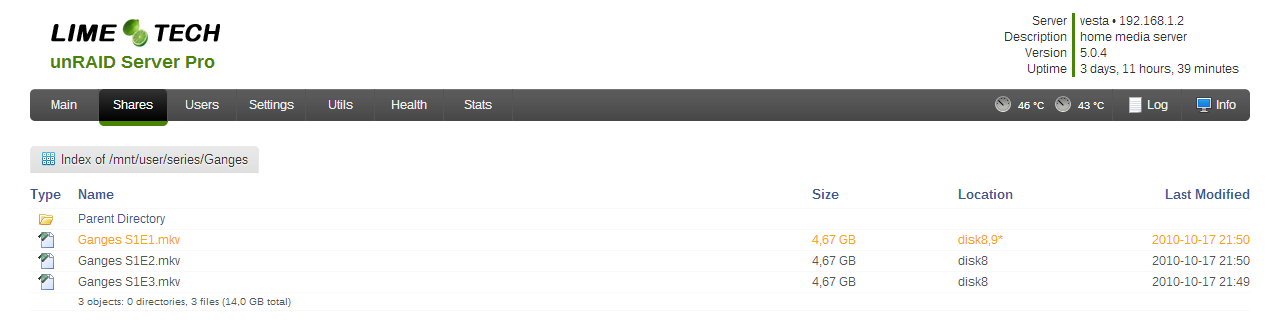 LIME TECH
unRAID Server Pro
Server vesta • 192.168.1.2
Description home media server
Version 5.0.4
Uptime 3 days, 11 hours, 39 minutes
Main Shares Users Settings Utils Health Stats 46 °C 43 °C Log Info
Index of /mnt/user/series/Ganges
Type Name Size Location Last Modified
Parent Directory
Ganges S1E1.mkv 4,67 GB disk8,9* 2010-10-17 21:50
Ganges S1E2.mkv 4,67 GB disk8 2010-10-17 21:50
Ganges S1E3.mkv 4,67 GB disk8 2010-10-17 21:49
3 objects: 0 directories, 3 files (14,0 GB total)